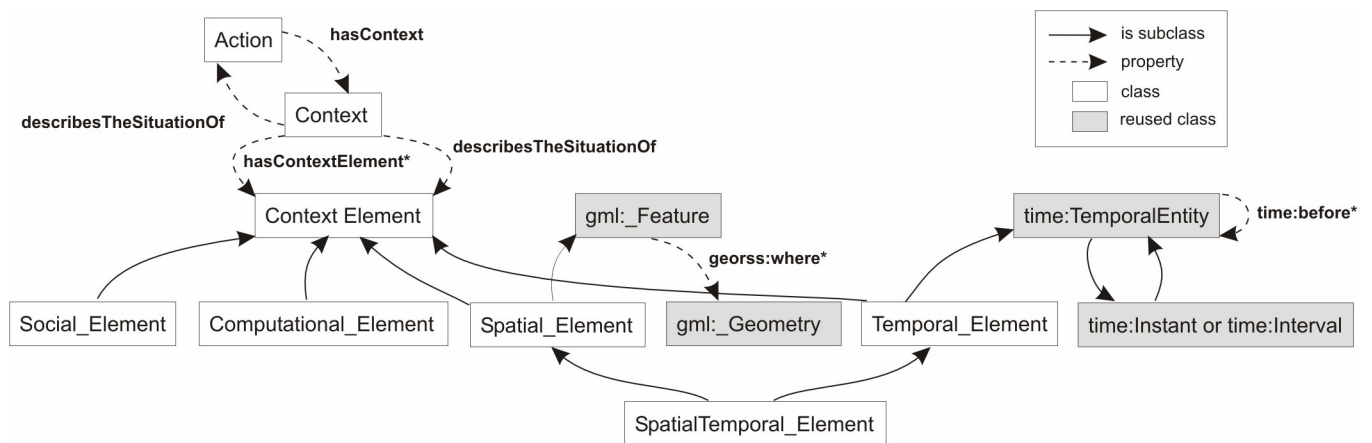 Action
hasContext
describesTheSituationOf
Context
hasContextElement*
describesTheSituationOf
Context Element
gml:_Feature
georss:where*
time:TemporalEntity
time:before*
Social_Element
Computational_Element
Spatial_Element
gml:_Geometry
Temporal_Element
time:Instant or time:Interval
SpatialTemporal_Element
is subclass
property
class
reused class